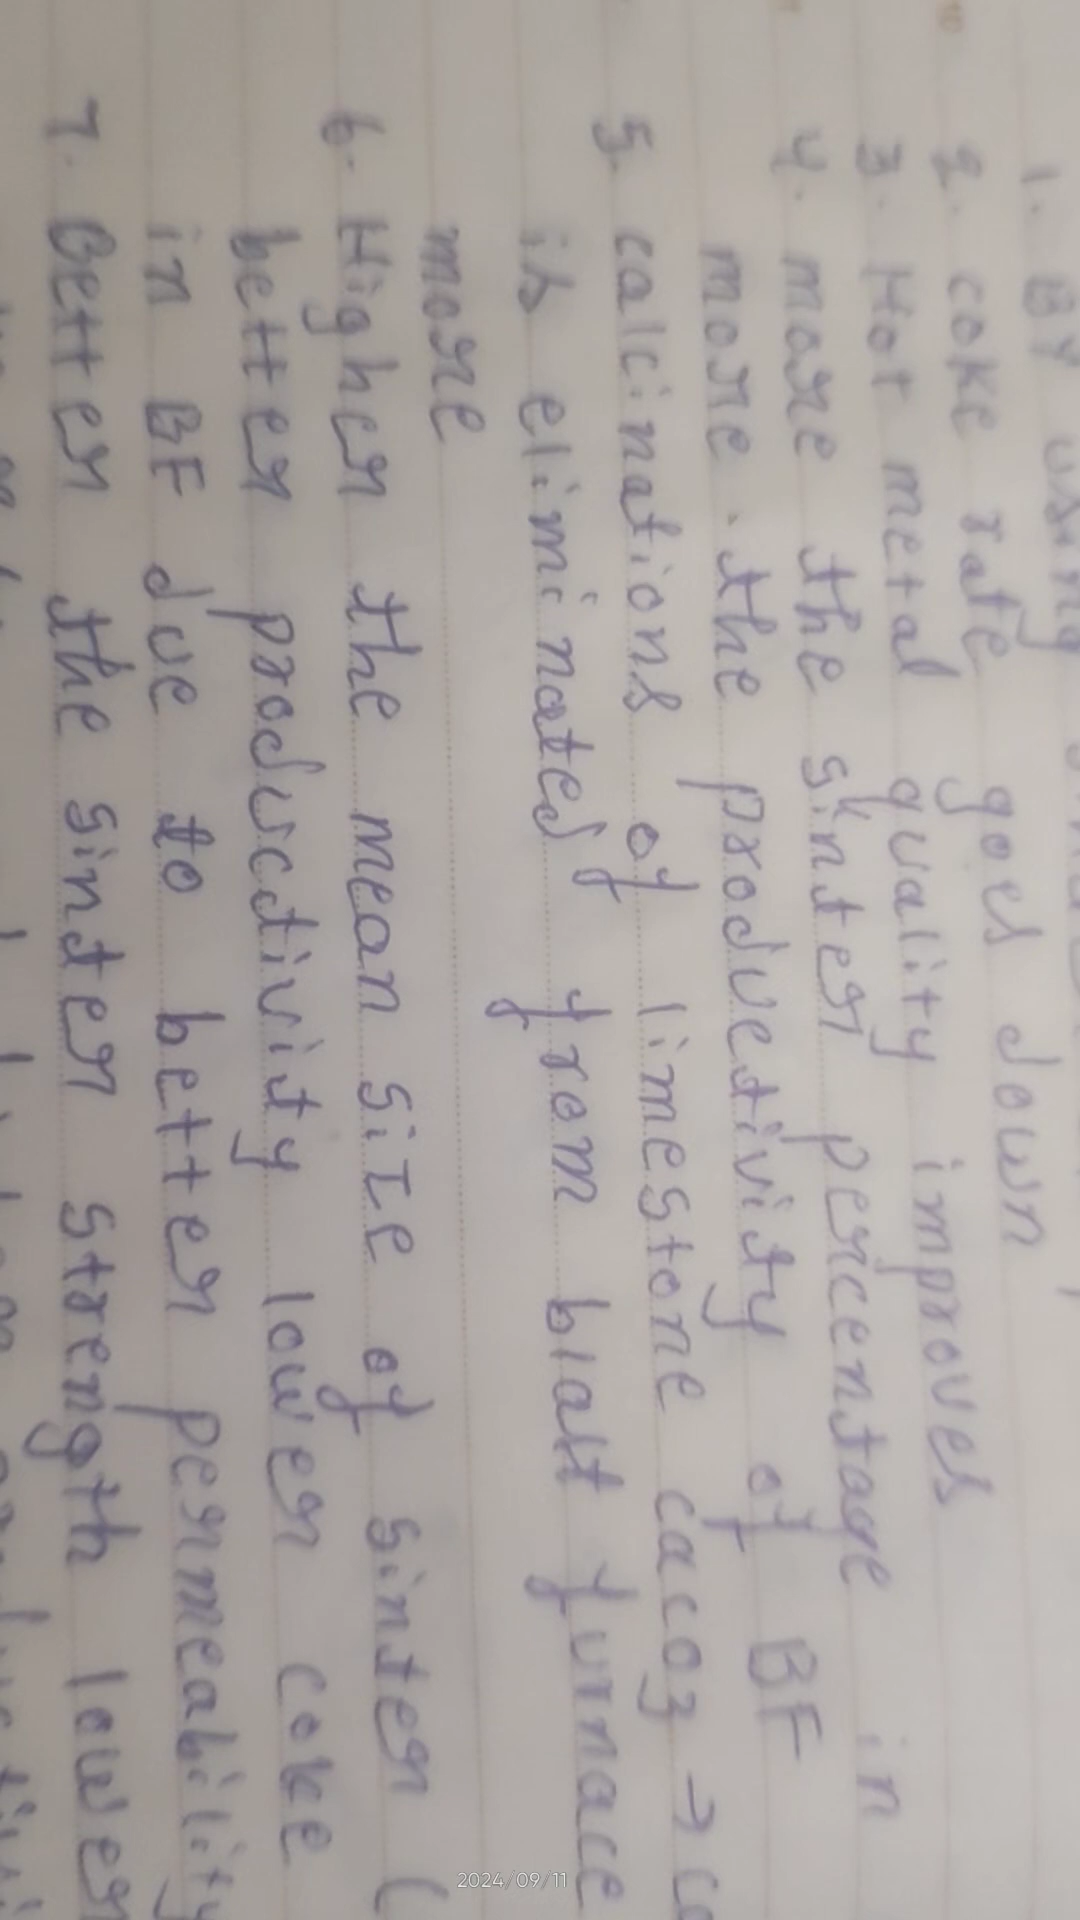 1. BY using
2. coke rate goes down
3. Hot metal quality improves
4. more the sinter percentage in
more. the productivity of BF
5. calcinations of limestone caco3 →
is eliminated from blast furnace
more
6. Higher the mean size of sinter (
better productivity lower coke
in BF due to better permeability
7. Better the sinter strength lower
2024/09/11